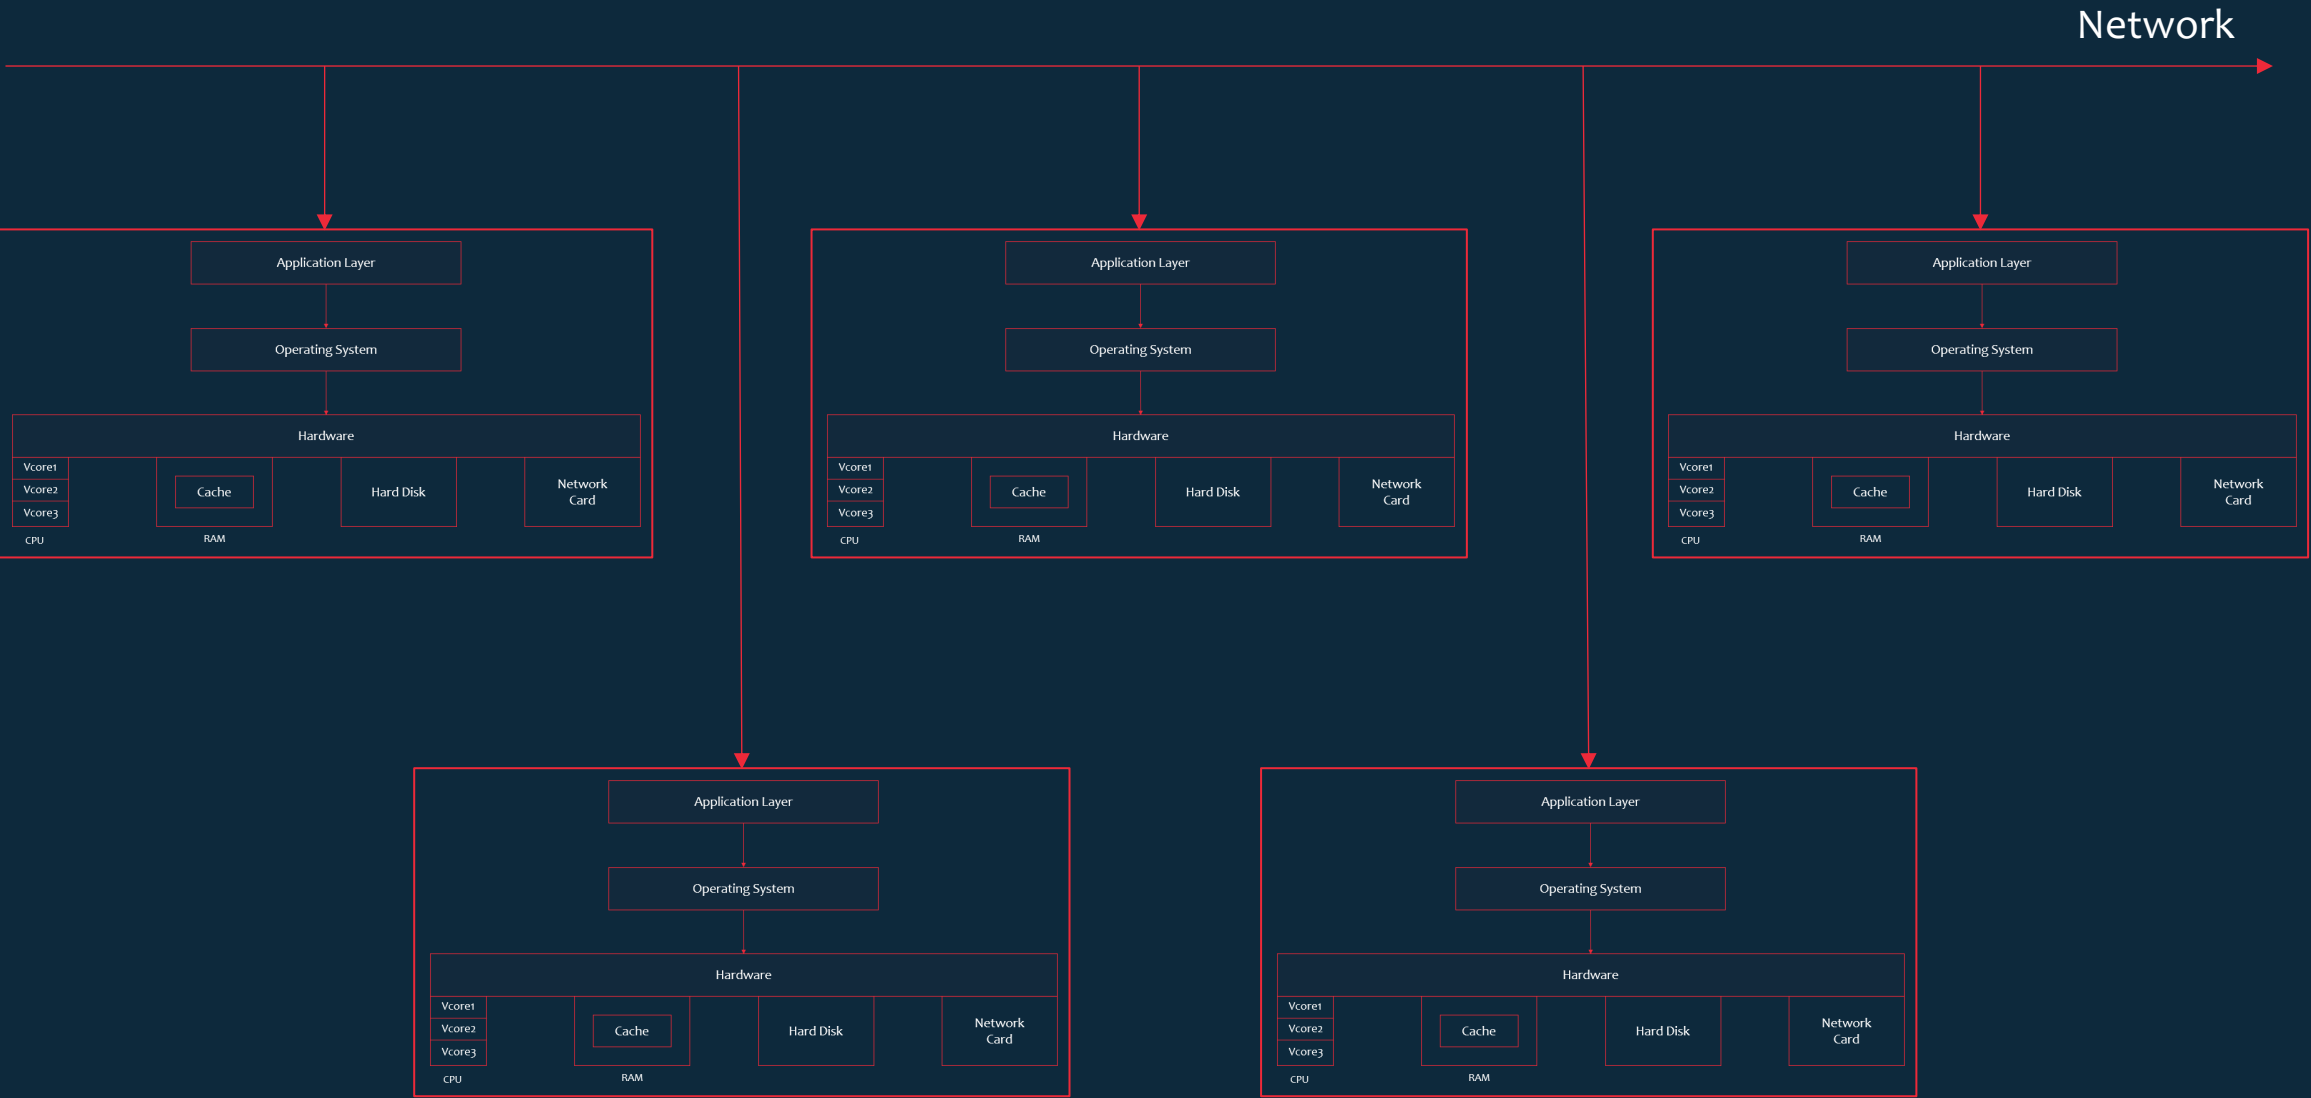 Network
Application Layer
Operating System
Hardware
Vcore1
Vcore2
Vcore3
CPU
Cache
RAM
Hard Disk
Network
Card
Application Layer
Operating System
Hardware
Vcore1
Vcore2
Vcore3
CPU
Cache
RAM
Hard Disk
Network
Card
Application Layer
Operating System
Hardware
Vcore1
Vcore2
Vcore3
CPU
Cache
RAM
Hard Disk
Network
Card
Application Layer
Operating System
Hardware
Vcore1
Vcore2
Vcore3
CPU
Cache
RAM
Hard Disk
Network
Card
Application Layer
Operating System
Hardware
Vcore1
Vcore2
Vcore3
CPU
Cache
RAM
Hard Disk
Network
Card